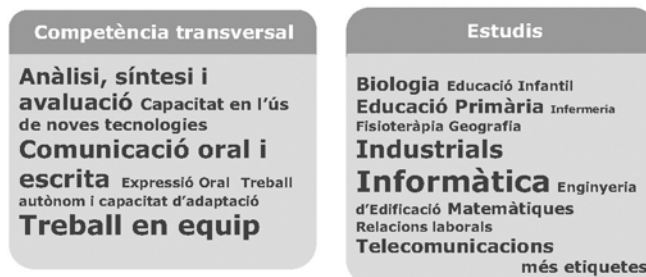 Competència transversal
Anàlisi, síntesi i
avaluació Capacitat en l'ús
de noves tecnologies
Comunicació oral i
escrita Expressió Oral Treball
autònom i capacitat d'adaptació
Treball en equip
Estudis
Biologia Educació Infantil
Educació Primària Infermeria
Fisioteràpia Geografia
Industrials
Informàtica Enginyeria
d'Edificació Matemàtiques
Relacions laborals
Telecomunicacions
més etiquetes